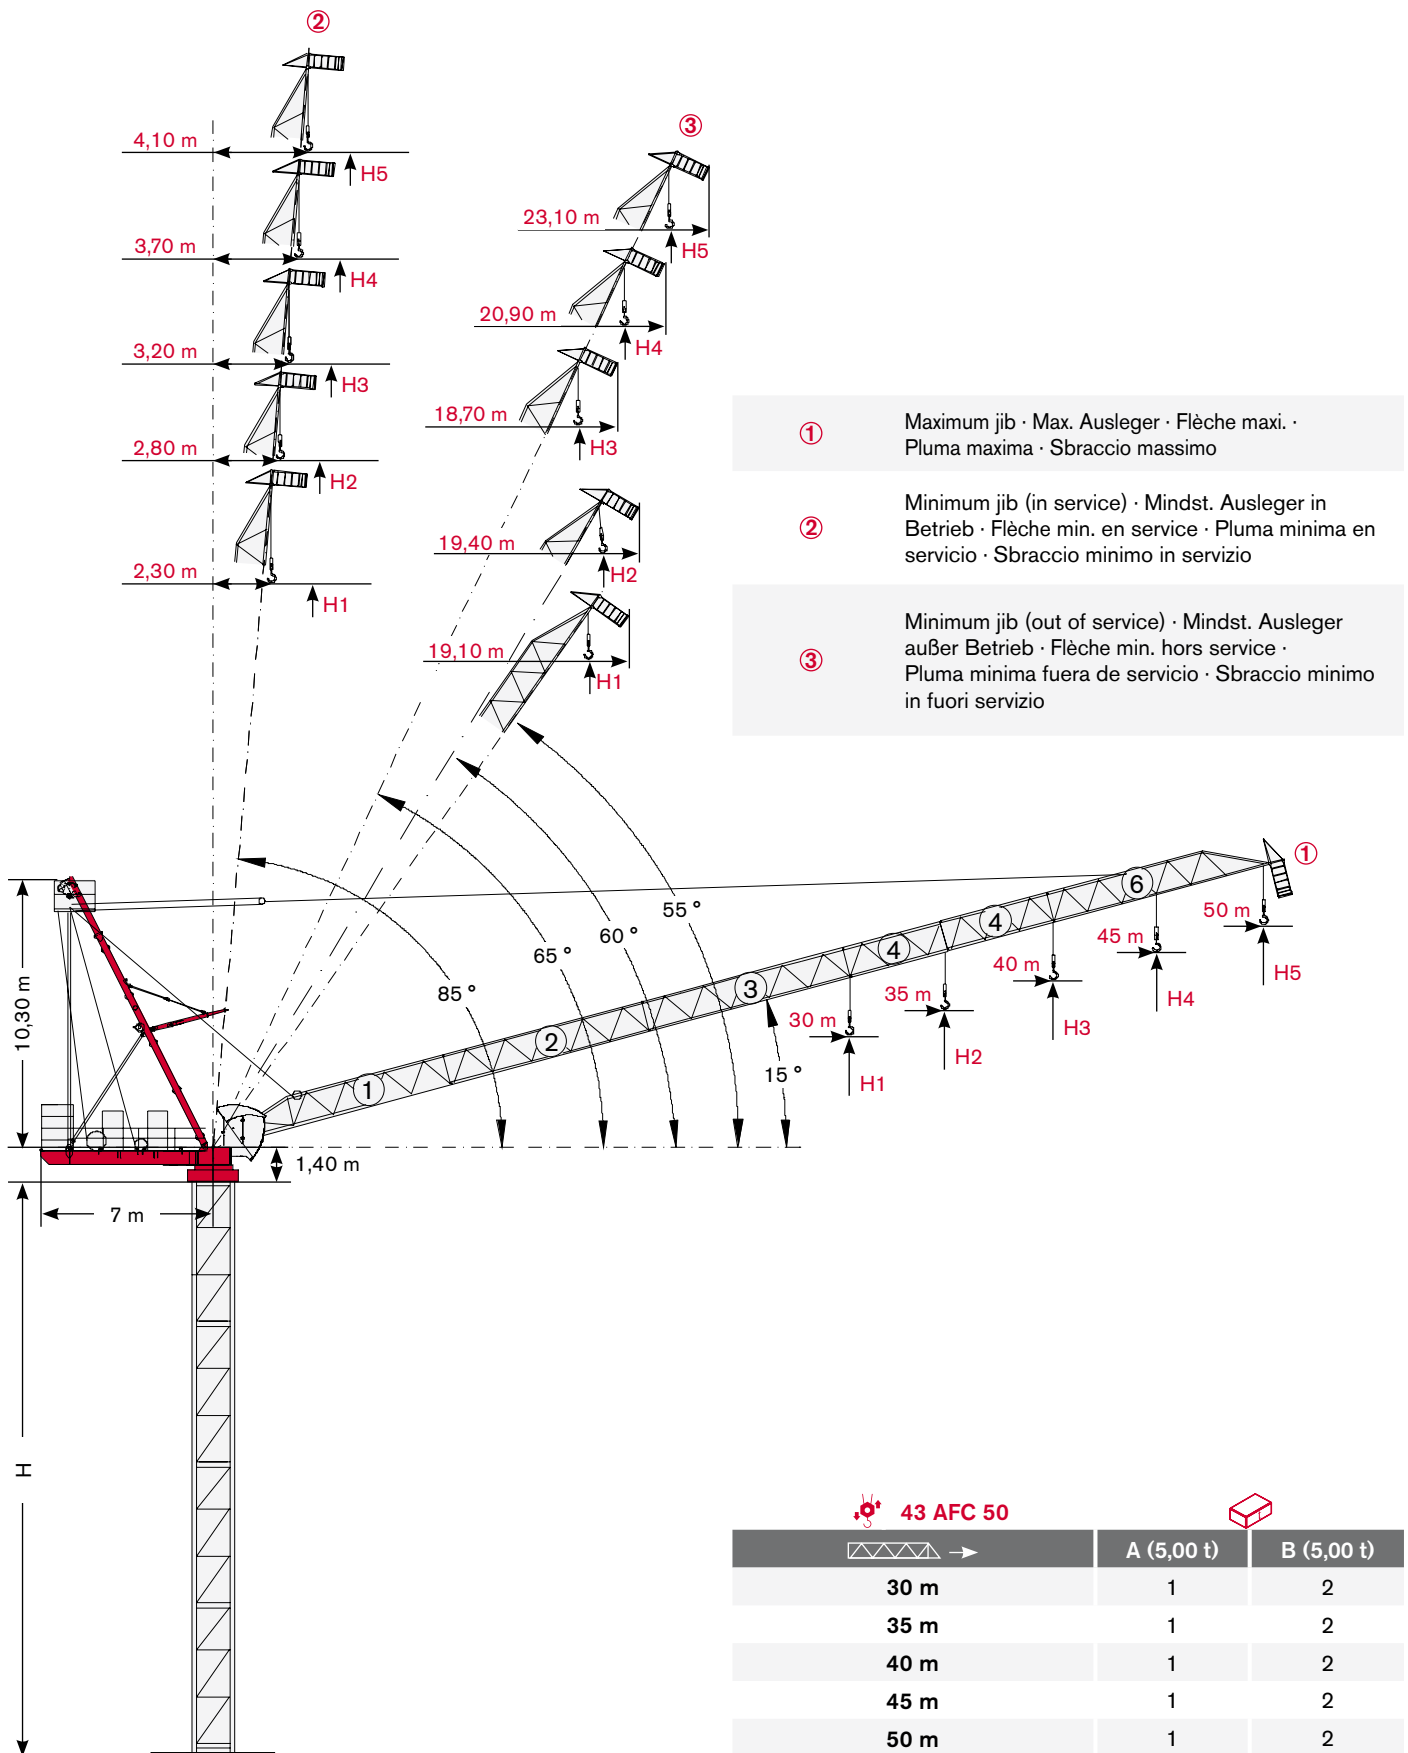 ②
4,10 m
H5
3,70 m
H4
3,20 m
H3
2,80 m
H2
2,30 m
H1
③
23,10 m
H5
20,90 m
H4
18,70 m
H3
19,40 m
H2
19,10 m
H1
① Maximum jib · Max. Ausleger · Flèche maxi. ·
Pluma maxima · Sbraccio massimo
② Minimum jib (in service) · Mindst. Ausleger in
Betrieb · Flèche min. en service · Pluma minima en
servicio · Sbraccio minimo in servizio
③ Minimum jib (out of service) · Mindst. Ausleger
außer Betrieb · Flèche min. hors service ·
Pluma minima fuera de servicio · Sbraccio minimo
in fuori servizio
①
85 °
65 °
60 °
55 °
15 °
1
2
3
4
4
6
30 m
H1
35 m
H2
40 m
H3
45 m
H4
50 m
H5
10,30 m
1,40 m
7 m
H
43 AFC 50
A (5,00 t) B (5,00 t)
30 m 1 2
35 m 1 2
40 m 1 2
45 m 1 2
50 m 1 2